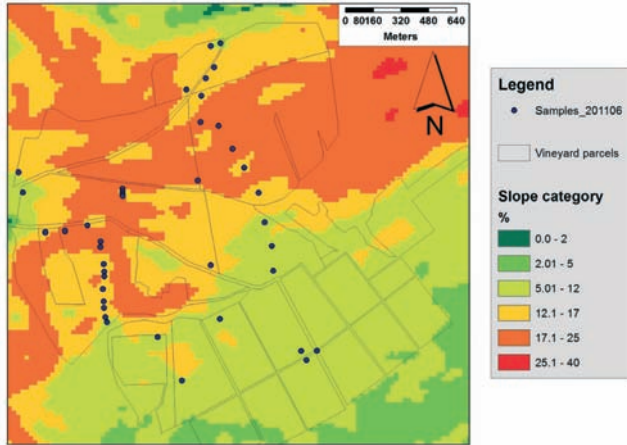 0 80160 320 480 640
Meters
N
Legend
Samples_201106
Vineyard parcels
Slope category
%
0.0 - 2
2.01 - 5
5.01 - 12
12.1 - 17
17.1 - 25
25.1 - 40